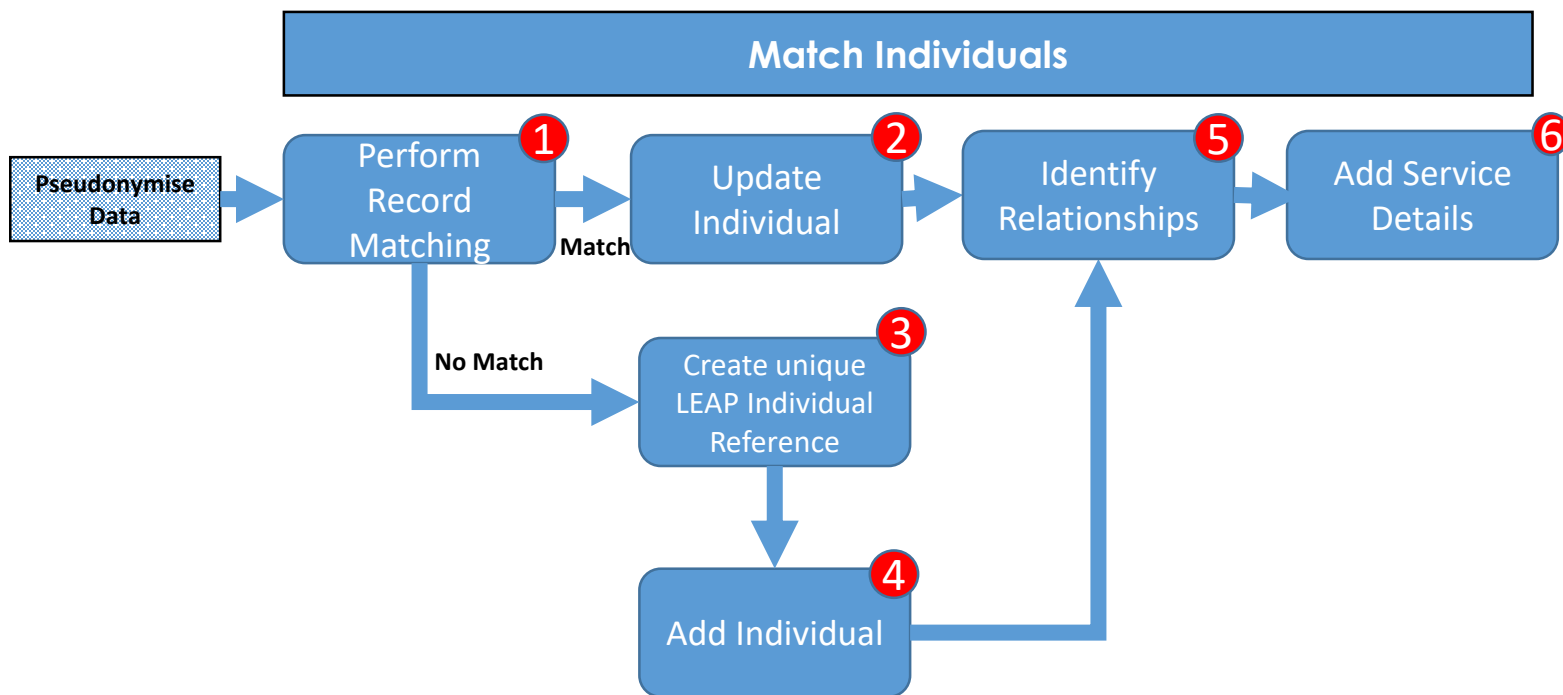 Match Individuals
Pseudonymise
Data
1
Perform
Record
Matching
Match
2
Update
Individual
5
Identify
Relationships
6
Add Service
Details
No Match
3
Create unique
LEAP Individual
Reference
4
Add Individual